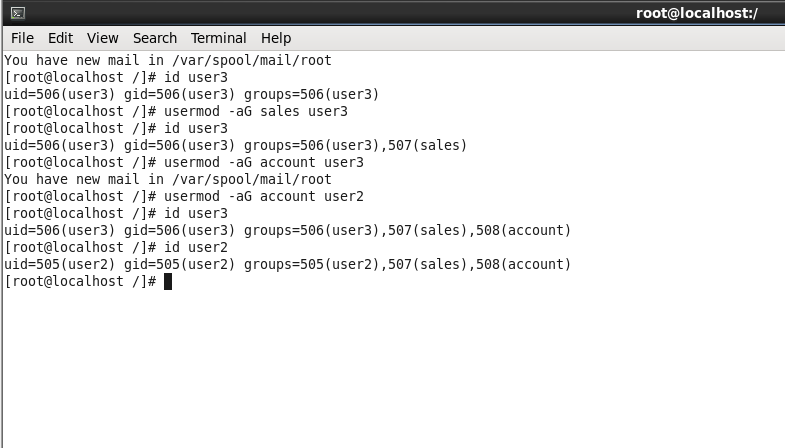 root@localhost:/
File Edit View Search Terminal Help
You have new mail in /var/spool/mail/root
[root@localhost /]# id user3
uid=506(user3) gid=506(user3) groups=506(user3)
[root@localhost /]# usermod -aG sales user3
[root@localhost /]# id user3
uid=506(user3) gid=506(user3) groups=506(user3),507(sales)
[root@localhost /]# usermod -aG account user3
You have new mail in /var/spool/mail/root
[root@localhost /]# usermod -aG account user2
[root@localhost /]# id user3
uid=506(user3) gid=506(user3) groups=506(user3),507(sales),508(account)
[root@localhost /]# id user2
uid=505(user2) gid=505(user2) groups=505(user2),507(sales),508(account)
[root@localhost /]#